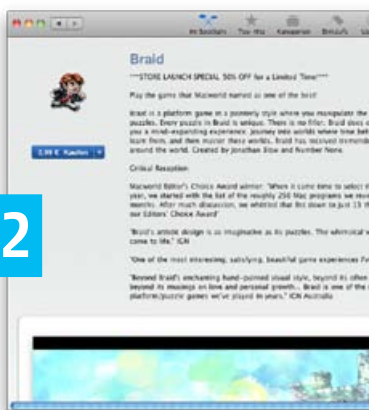 Im Spotlight Top-Hits Kategorien Einkäufe
Braid
***STORE LAUNCH SPECIAL, 50% OFF for a Limited Time!***
Play the game that Macworld named as one of the best!
Braid is a platform game in a painterly style where you manipulate the
puzzles. Every puzzle in Braid is unique. There is no filler. Braid does
you a mind-expanding experience. Journey into worlds where time
learn from, and then master these worlds. Braid has received
around the world. Created by Jonathan Blow and Number None.
Kaufen
Critical Reception
Macworld Editor's Choice Award winner: "When it came time to select
year, we started with the list of the roughly 250 Mac programs we
months. After much discussion, we whittled that list down to just 13
our Editors' Choice Award"
"Braid's artistic design is as imaginative as its puzzles. The whimsical
come to life." IGN
"One of the most interesting, satisfying, beautiful game experiences
"Beyond Braid's enchanting hand-painted visual style, beyond its often
beyond its musings on love and personal growth... Braid is one of the
platform/puzzle games we've played in years." IGN Australia
2